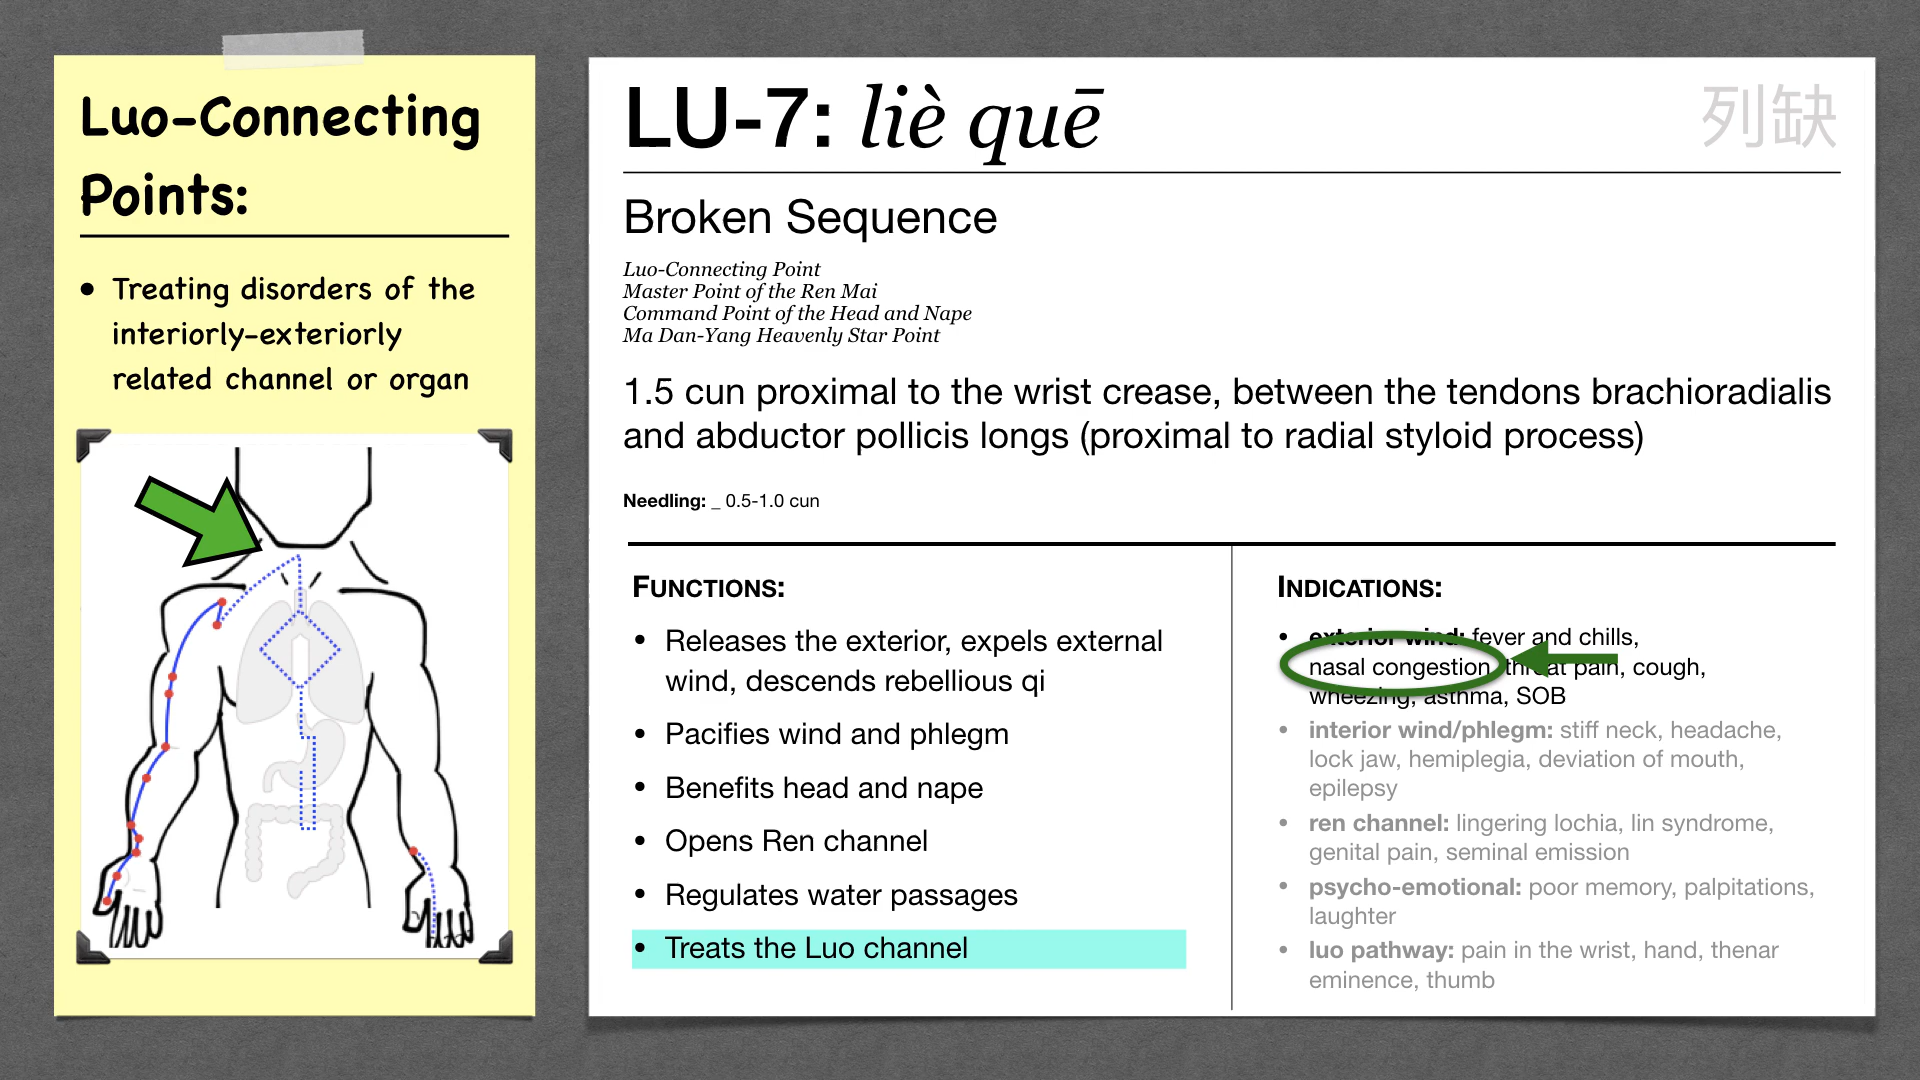 Luo-Connecting
Points:
• Treating disorders of the
interiorly-exteriorly
related channel or organ
LU-7: liè quē
列缺
Broken Sequence
Luo-Connecting Point
Master Point of the Ren Mai
Command Point of the Head and Nape
Ma Dan-Yang Heavenly Star Point
1.5 cun proximal to the wrist crease, between the tendons brachioradialis
and abductor pollicis longs (proximal to radial styloid process)
Needling: _ 0.5-1.0 cun
FUNCTIONS:
• Releases the exterior, expels external
wind, descends rebellious qi
• Pacifies wind and phlegm
• Benefits head and nape
• Opens Ren channel
• Regulates water passages
• Treats the Luo channel
INDICATIONS:
• exterior wind: fever and chills,
nasal congestion, throat pain, cough,
wheezing, asthma, SOB
• interior wind/phlegm: stiff neck, headache,
lock jaw, hemiplegia, deviation of mouth,
epilepsy
• ren channel: lingering lochia, lin syndrome,
genital pain, seminal emission
• psycho-emotional: poor memory, palpitations,
laughter
• luo pathway: pain in the wrist, hand, thenar
eminence, thumb